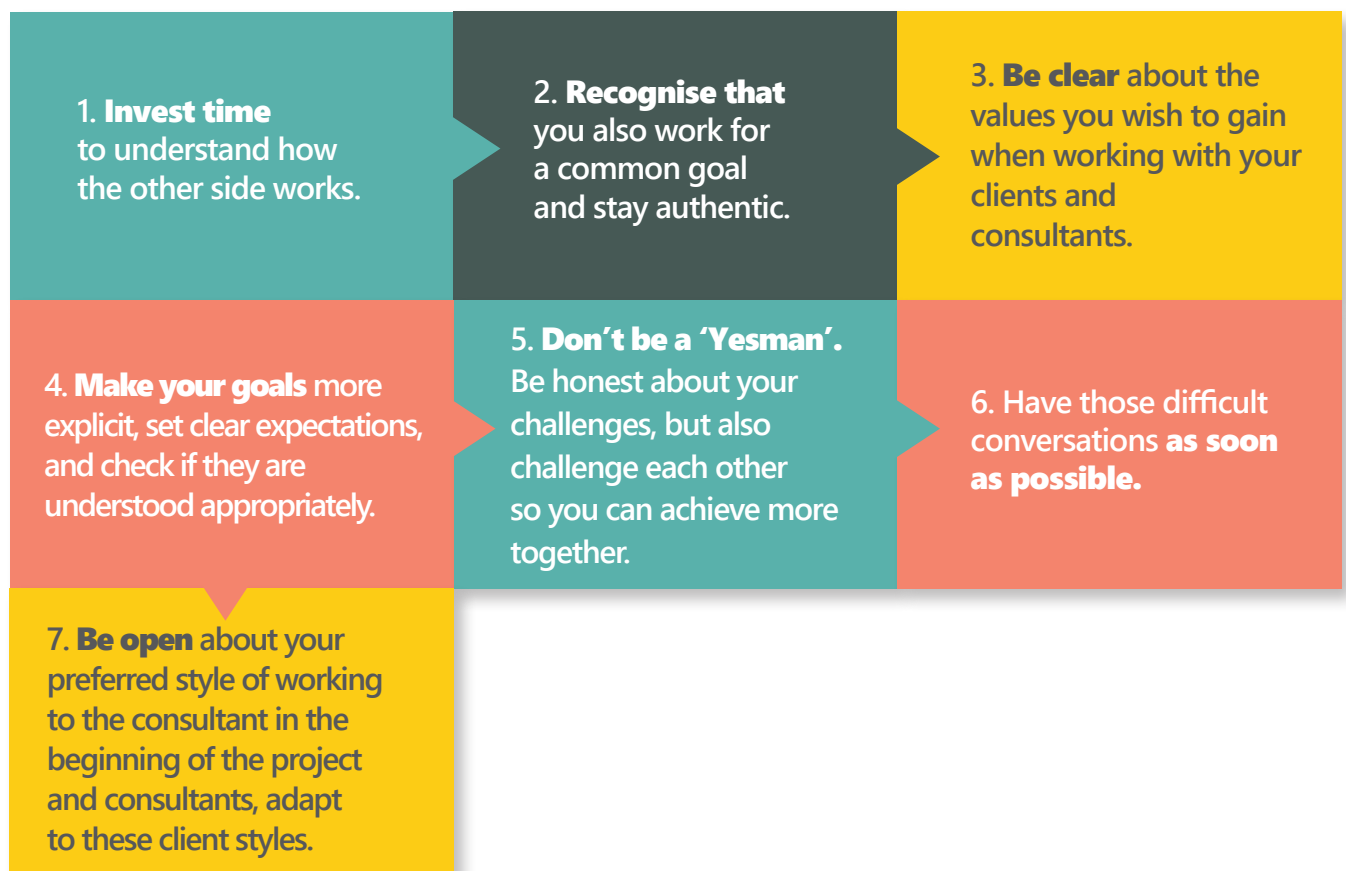 1. Invest time
to understand how
the other side works.
2. Recognise that
you also work for
a common goal
and stay authentic.
3. Be clear about the
values you wish to gain
when working with your
clients and
consultants.
4. Make your goals more
explicit, set clear expectations,
and check if they are
understood appropriately.
5. Don’t be a ‘Yesman’.
Be honest about your
challenges, but also
challenge each other
so you can achieve more
together.
6. Have those difficult
conversations as soon
as possible.
7. Be open about your
preferred style of working
to the consultant in the
beginning of the project
and consultants, adapt
to these client styles.